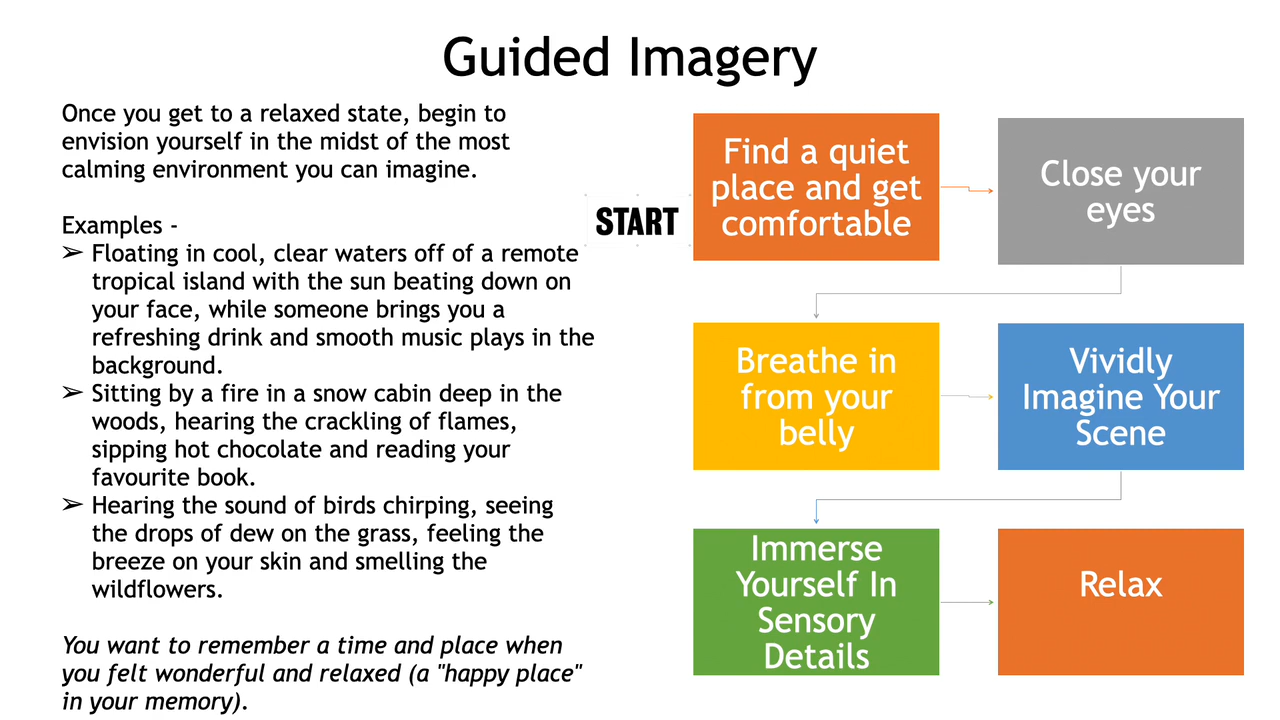 Guided Imagery
Once you get to a relaxed state, begin to
envision yourself in the midst of the most
calming environment you can imagine.
Examples -
➢ Floating in cool, clear waters off of a remote
tropical island with the sun beating down on
your face, while someone brings you a
refreshing drink and smooth music plays in the
background.
➢ Sitting by a fire in a snow cabin deep in the
woods, hearing the crackling of flames,
sipping hot chocolate and reading your
favourite book.
➢ Hearing the sound of birds chirping, seeing
the drops of dew on the grass, feeling the
breeze on your skin and smelling the
wildflowers.
You want to remember a time and place when
you felt wonderful and relaxed (a "happy place"
in your memory).
START
Find a quiet
place and get
comfortable
Close your
eyes
Breathe in
from your
belly
Vividly
Imagine Your
Scene
Immerse
Yourself In
Sensory
Details
Relax